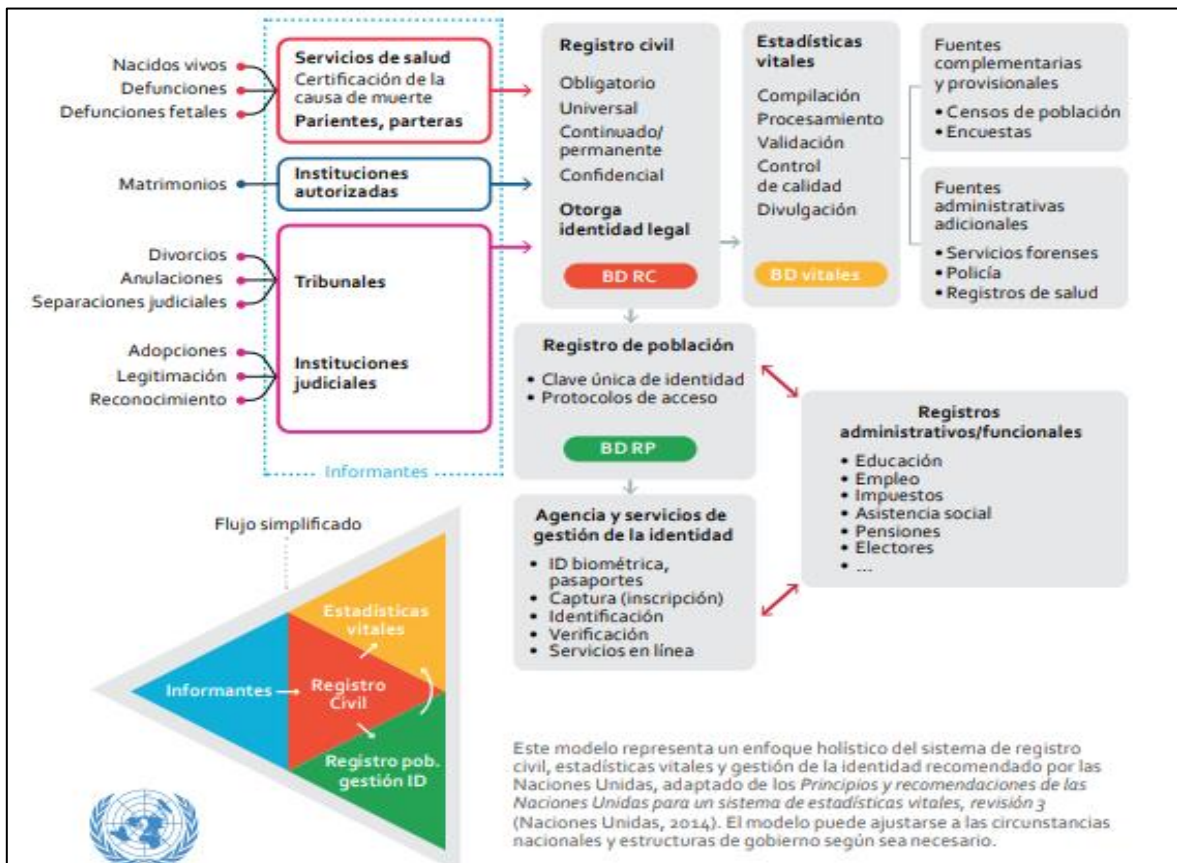 Nacidos vivos
Defunciones
Defunciones fetales
Servicios de salud
Certificación de la
causa de muerte
Parientes, parteras
Matrimonios
Instituciones
autorizadas
Divorcios
Anulaciones
Separaciones judiciales
Tribunales
Adopciones
Legitimación
Reconocimiento
Instituciones
judiciales
Informantes
Registro civil
Obligatorio
Universal
Continuado/
permanente
Confidencial
Otorga
identidad legal
BD RC
Estadísticas
vitales
Compilación
Procesamiento
Validación
Control
de calidad
Divulgación
BD vitales
Fuentes
complementarias
y provisionales
• Censos de población
• Encuestas
Fuentes
administrativas
adicionales
• Servicios forenses
• Policía
• Registros de salud
Registro de población
• Clave única de identidad
• Protocolos de acceso
BD RP
Registros
administrativos/funcionales
• Educación
• Empleo
• Impuestos
• Asistencia social
• Pensiones
• Electores
• ...
Agencia y servicios de
gestión de la identidad
• ID biométrica,
pasaportes
• Captura (inscripción)
• Identificación
• Verificación
• Servicios en línea
Flujo simplificado
Informantes
Registro
Civil
Estadísticas
vitales
Registro pob.
gestión ID
Este modelo representa un enfoque holístico del sistema de registro
civil, estadísticas vitales y gestión de la identidad recomendado por las
Naciones Unidas, adaptado de los Principios y recomendaciones de las
Naciones Unidas para un sistema de estadísticas vitales, revisión 3
(Naciones Unidas, 2014). El modelo puede ajustarse a las circunstancias
nacionales y estructuras de gobierno según sea necesario.